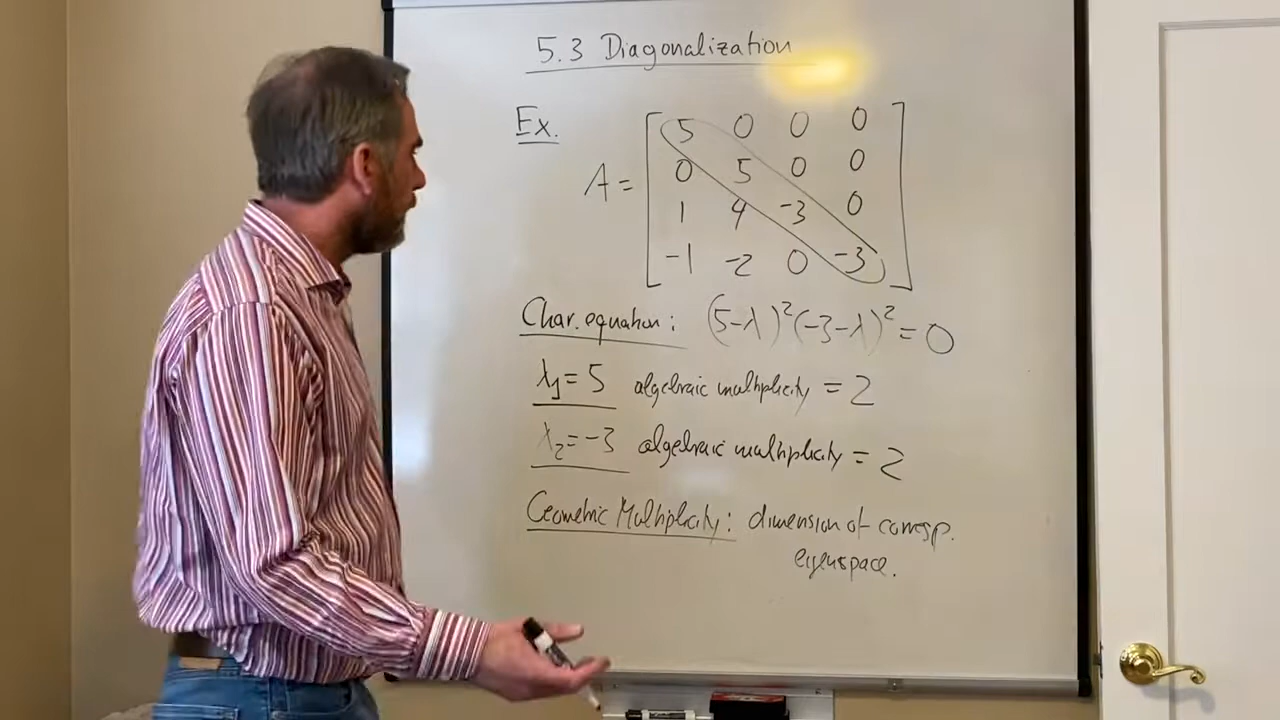 5.3 Diagonalization
Ex.
A = [
5 0 0 0
0 5 0 0
1 4 -3 0
-1 -2 0 -3
]
Char. equation: (5-λ)²(-3-λ)² = 0
λ₁ = 5 algebraic multiplicity = 2
λ₂ = -3 algebraic multiplicity = 2
Geometric Multiplicity: dimension of corresp.
eigenspace.